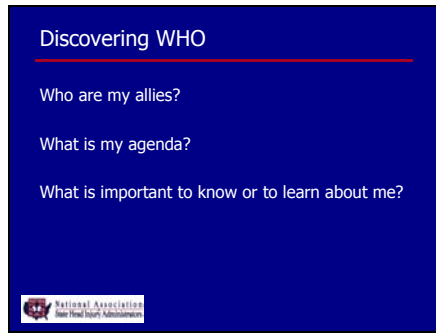 Discovering WHO
Who are my allies?
What is my agenda?
What is important to know or to learn about me?
National Association
State Head Injury Administrators